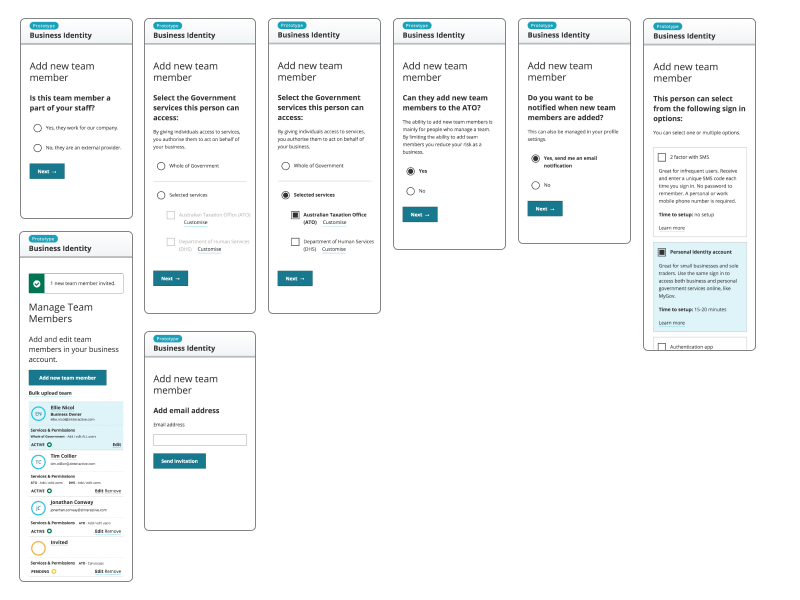 Prototype
Business Identity
Add new team
member
Is this team member a
part of your staff?
Yes, they work for our company.
No, they are an external provider.
Next →
Prototype
Business Identity
Add new team
member
Select the Government
services this person can
access:
By giving individuals access to services,
you authorise them to act on behalf of
your business.
Whole of Government
Selected services
Australian Taxation Office (ATO)
Customise
Department of Human Services
(DHS) Customise
Next →
Prototype
Business Identity
Add new team
member
Select the Government
services this person can
access:
By giving individuals access to services,
you authorise them to act on behalf of
your business.
Whole of Government
Selected services
Australian Taxation Office
(ATO) Customise
Department of Human Services
(DHS) Customise
Next →
Prototype
Business Identity
Add new team
member
Can they add new team
members to the ATO?
The ability to add new team members is
mainly for people who manage a team.
By limiting the ability to add team
members you reduce your risk as a
business.
Yes
No
Next →
Prototype
Business Identity
Add new team
member
Do you want to be
notified when new team
members are added?
This can also be managed in your profile
settings.
Yes, send me an email
notification
No
Next →
Prototype
Business Identity
Add new team
member
This person can select
from the following sign in
options:
You can select one or multiple options.
2 factor with SMS
Great for infrequent users. Receive
and enter a unique SMS code each
time you sign in. No password to
remember. A personal or work
mobile phone number is required.
Time to setup: no setup
Learn more
Personal identity account
Great for small businesses and sole
traders. Use the same sign in to
access both business and personal
government services online, like
MyGov.
Time to setup: 15-20 minutes
Learn more
Authentication app
Prototype
Business Identity
1 new team member invited.
Manage Team
Members
Add and edit team
members in your business
account.
Add new team member
Bulk upload team
EN
Ellie Nicol
Business Owner
Services & Permissions
Whole of Government - Add / edit ALL users
ACTIVE
Edit
TC
Tim Collier
Services & Permissions
ATO - Add / edit users DHS - Add / edit users
ACTIVE
Edit Remove
JC
Jonathan Conway
Services & Permissions ATO - Add / edit users
ACTIVE
Edit Remove
Invited
Services & Permissions ATO -
PENDING
Edit Remove
Prototype
Business Identity
Add new team
member
Add email address
Email address
Send invitation